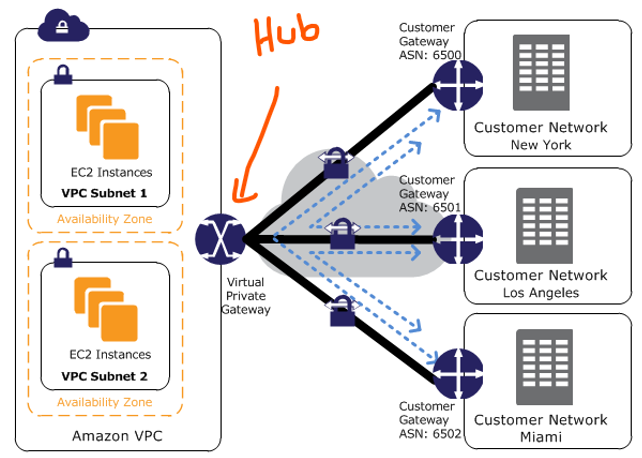 Hub
EC2 Instances
VPC Subnet 1
Availability Zone
EC2 Instances
VPC Subnet 2
Availability Zone
Amazon VPC
Virtual
Private
Gateway
Customer
Gateway
ASN: 6500
Customer Network
New York
Customer
Gateway
ASN: 6501
Customer Network
Los Angeles
Customer
Gateway
ASN: 6502
Customer Network
Miami